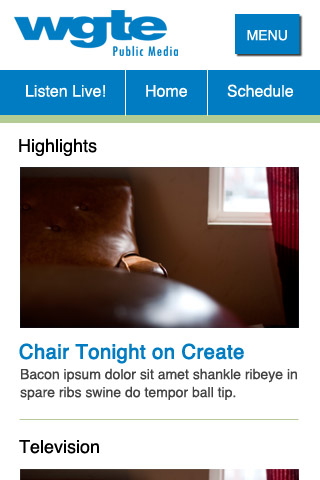 wgte
Public Media
MENU
Listen Live!
Home
Schedule
Highlights
Chair Tonight on Create
Bacon ipsum dolor sit amet shankle ribeye in
spare ribs swine do tempor ball tip.
Television